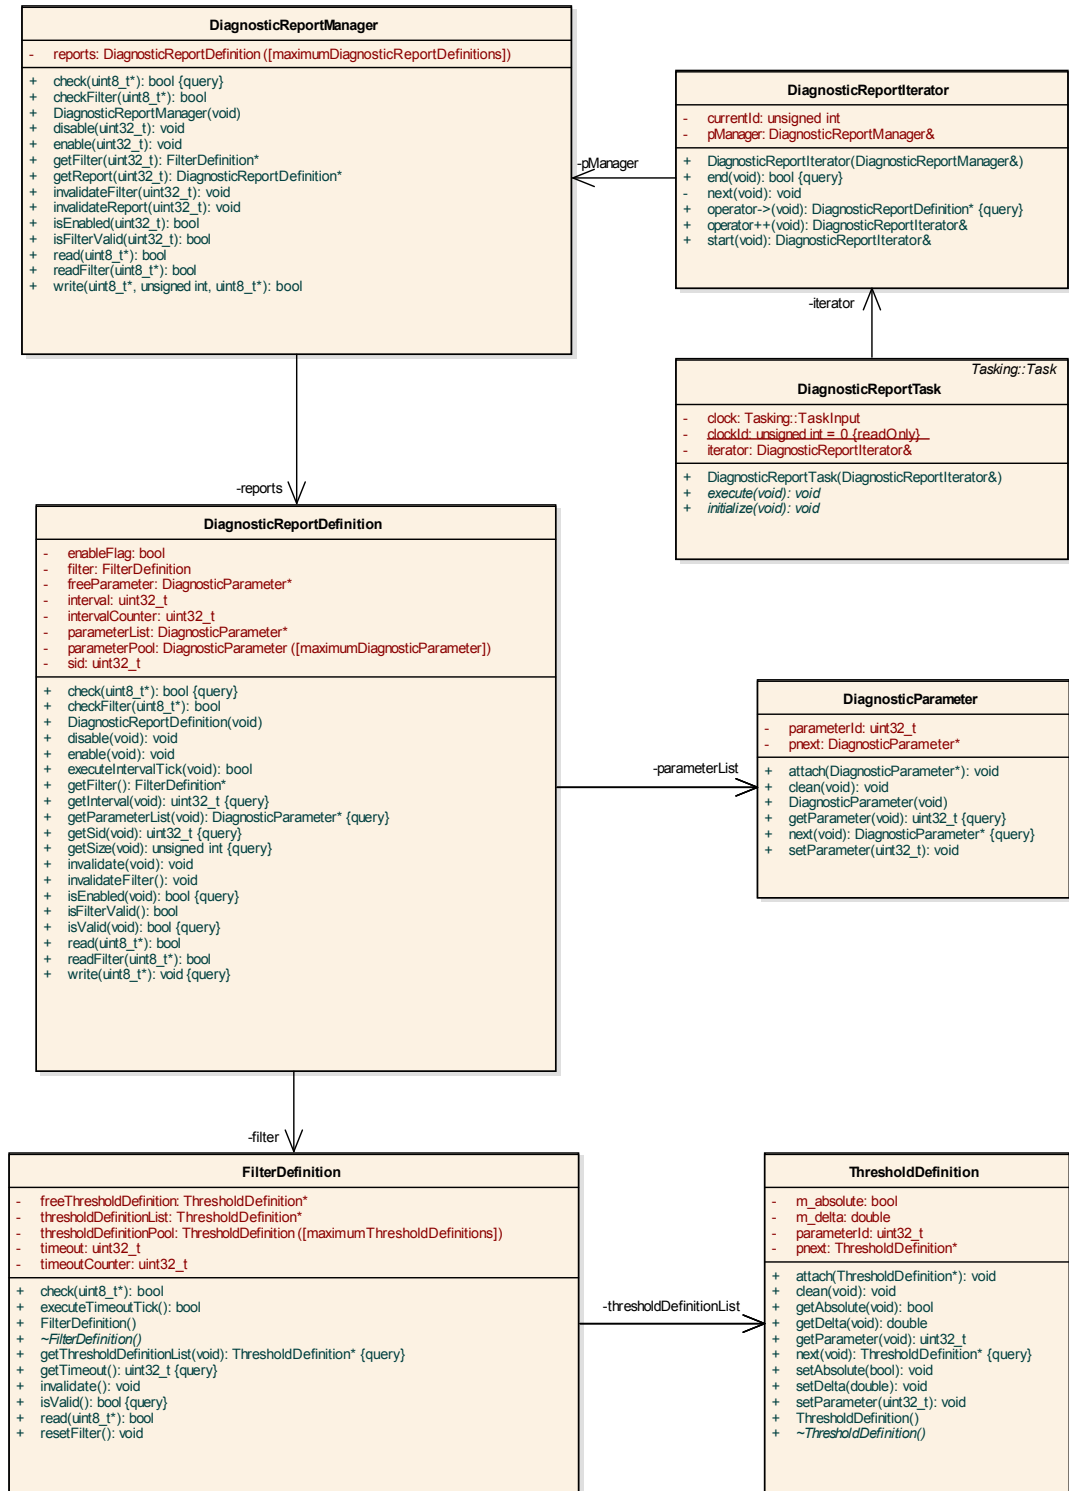 DiagnosticReportManager
- reports: DiagnosticReportDefinition ([maximumDiagnosticReportDefinitions])
+ check(uint8_t*): bool {query}
+ checkFilter(uint8_t*): bool
+ DiagnosticReportManager(void)
+ disable(uint32_t): void
+ enable(uint32_t): void
+ getFilter(uint32_t): FilterDefinition*
+ getReport(uint32_t): DiagnosticReportDefinition*
+ invalidateFilter(uint32_t): void
+ invalidateReport(uint32_t): void
+ isEnabled(uint32_t): bool
+ isFilterValid(uint32_t): bool
+ read(uint8_t*): bool
+ readFilter(uint8_t*): bool
+ write(uint8_t*, unsigned int, uint8_t*): bool
-pManager
DiagnosticReportIterator
- currentId: unsigned int
- pManager: DiagnosticReportManager&
+ DiagnosticReportIterator(DiagnosticReportManager&)
+ end(void): bool {query}
- next(void): void
+ operator->(void): DiagnosticReportDefinition* {query}
+ operator++(void): DiagnosticReportIterator&
+ start(void): DiagnosticReportIterator&
-iterator
Tasking::Task
DiagnosticReportTask
- clock: Tasking::TaskInput
- clockId: unsigned int = 0 {readOnly}
- iterator: DiagnosticReportIterator&
+ DiagnosticReportTask(DiagnosticReportIterator&)
+ execute(void): void
+ initialize(void): void
-reports
DiagnosticReportDefinition
- enableFlag: bool
- filter: FilterDefinition
- freeParameter: DiagnosticParameter*
- interval: uint32_t
- intervalCounter: uint32_t
- parameterList: DiagnosticParameter*
- parameterPool: DiagnosticParameter ([maximumDiagnosticParameter])
- sid: uint32_t
+ check(uint8_t*): bool {query}
+ checkFilter(uint8_t*): bool
+ DiagnosticReportDefinition(void)
+ disable(void): void
+ enable(void): void
+ executeIntervalTick(void): bool
+ getFilter(): FilterDefinition*
+ getInterval(void): uint32_t {query}
+ getParameterList(void): DiagnosticParameter* {query}
+ getSid(void): uint32_t {query}
+ getSize(void): unsigned int {query}
+ invalidate(void): void
+ invalidateFilter(): void
+ isEnabled(void): bool {query}
+ isFilterValid(): bool
+ isValid(void): bool {query}
+ read(uint8_t*): bool
+ readFilter(uint8_t*): bool
+ write(uint8_t*): void {query}
-parameterList
DiagnosticParameter
- parameterId: uint32_t
- pnext: DiagnosticParameter*
+ attach(DiagnosticParameter*): void
+ clean(void): void
+ DiagnosticParameter(void)
+ getParameter(void): uint32_t {query}
+ next(void): DiagnosticParameter* {query}
+ setParameter(uint32_t): void
-filter
FilterDefinition
- freeThresholdDefinition: ThresholdDefinition*
- thresholdDefinitionList: ThresholdDefinition*
- thresholdDefinitionPool: ThresholdDefinition ([maximumThresholdDefinitions])
- timeout: uint32_t
- timeoutCounter: uint32_t
+ check(uint8_t*): bool
+ executeTimeoutTick(): bool
+ FilterDefinition()
+ ~FilterDefinition()
+ getThresholdDefinitionList(void): ThresholdDefinition* {query}
+ getTimeout(): uint32_t {query}
+ invalidate(): void
+ isValid(): bool {query}
+ read(uint8_t*): bool
+ resetFilter(): void
-thresholdDefinitionList
ThresholdDefinition
- m_absolute: bool
- m_delta: double
- parameterId: uint32_t
- pnext: ThresholdDefinition*
+ attach(ThresholdDefinition*): void
+ clean(void): void
+ getAbsolute(void): bool
+ getDelta(void): double
+ getParameter(void): uint32_t
+ next(void): ThresholdDefinition* {query}
+ setAbsolute(bool): void
+ setDelta(double): void
+ setParameter(uint32_t): void
+ ThresholdDefinition()
+ ~ThresholdDefinition()